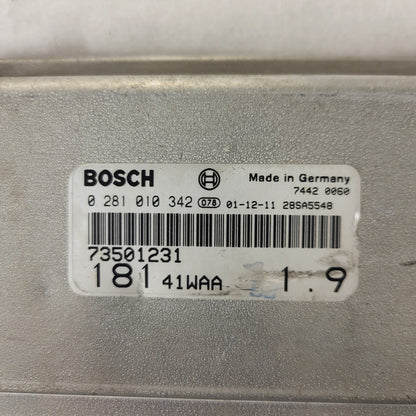 BOSCH Made in Germany
7442 0060
0 281 010 342 078 01-12-11 28SA5548
73501231
181 41WAA 1.9